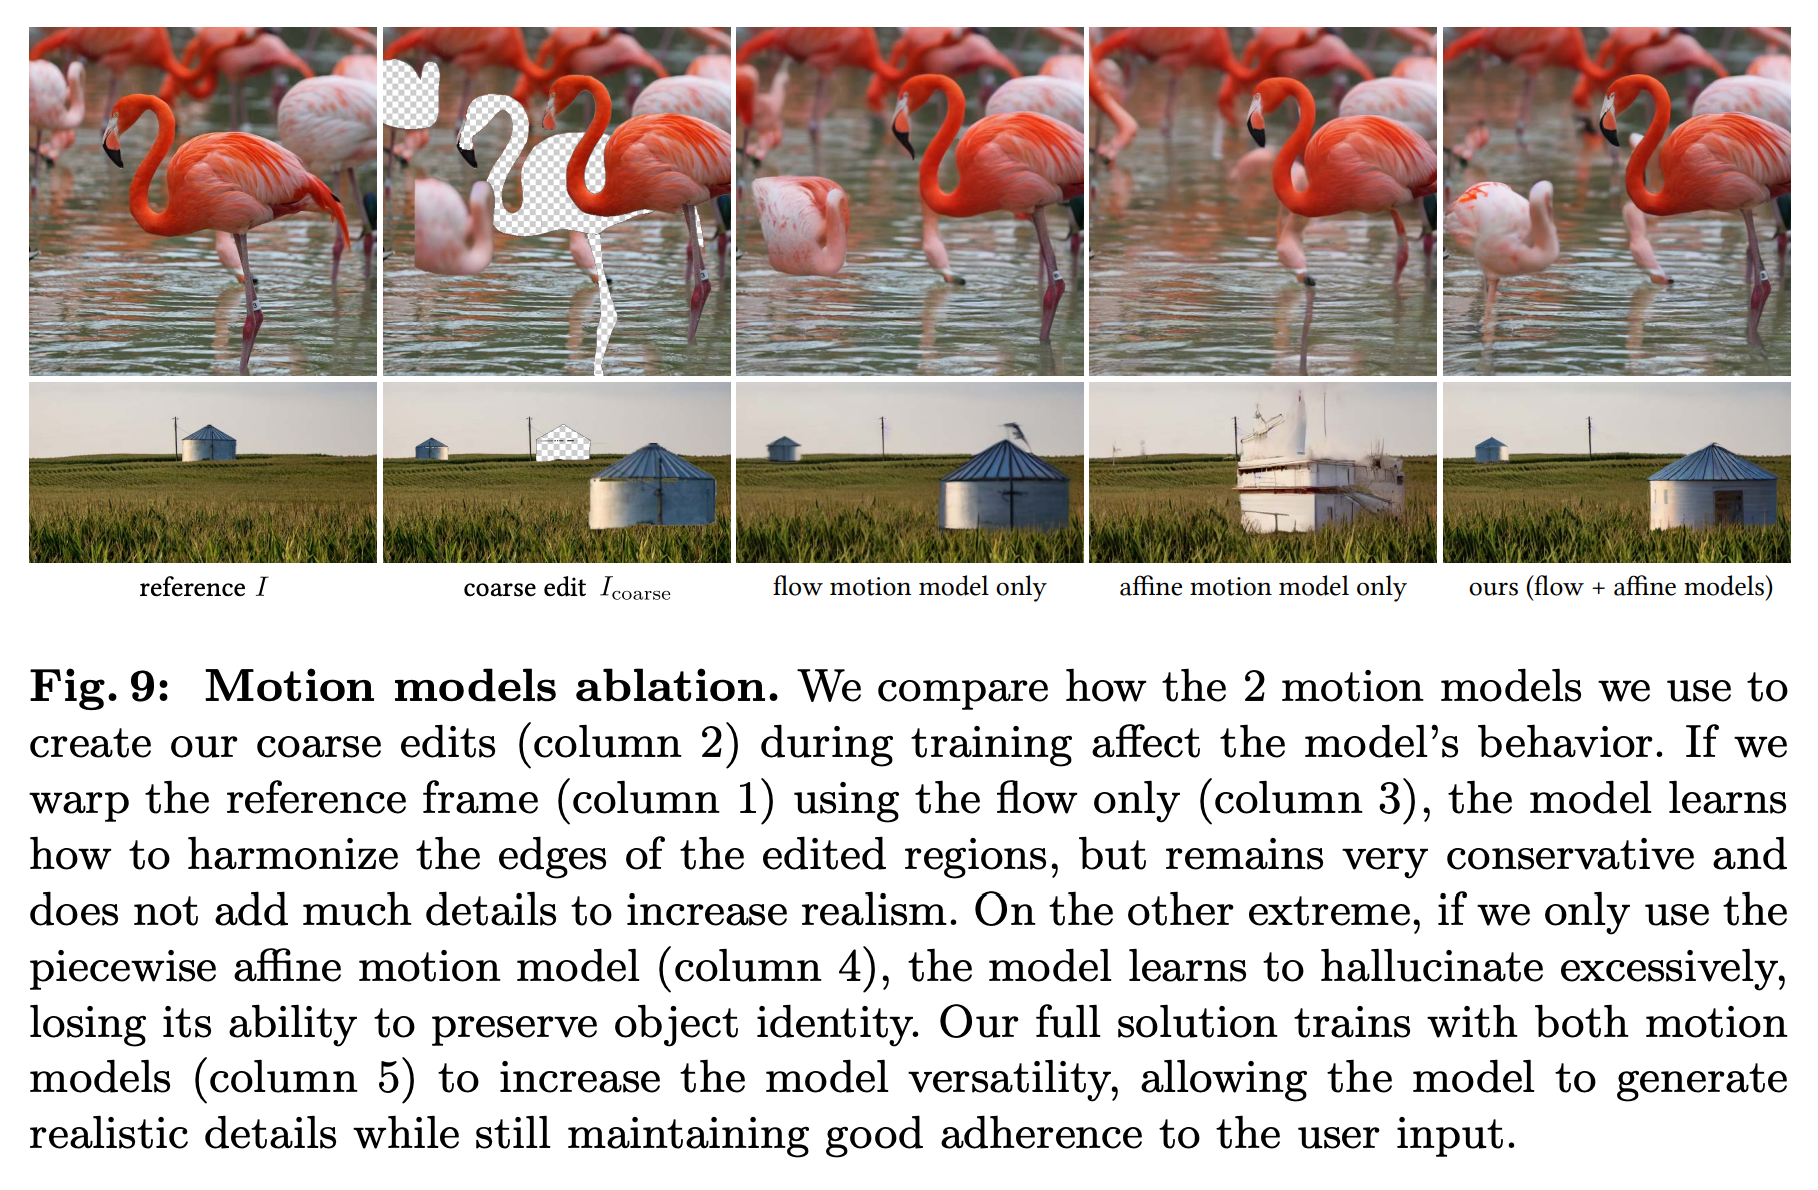 reference I
coarse edit I_coarse
flow motion model only
affine motion model only
ours (flow + affine models)
Fig. 9: Motion models ablation. We compare how the 2 motion models we use to
create our coarse edits (column 2) during training affect the model's behavior. If we
warp the reference frame (column 1) using the flow only (column 3), the model learns
how to harmonize the edges of the edited regions, but remains very conservative and
does not add much details to increase realism. On the other extreme, if we only use the
piecewise affine motion model (column 4), the model learns to hallucinate excessively,
losing its ability to preserve object identity. Our full solution trains with both motion
models (column 5) to increase the model versatility, allowing the model to generate
realistic details while still maintaining good adherence to the user input.